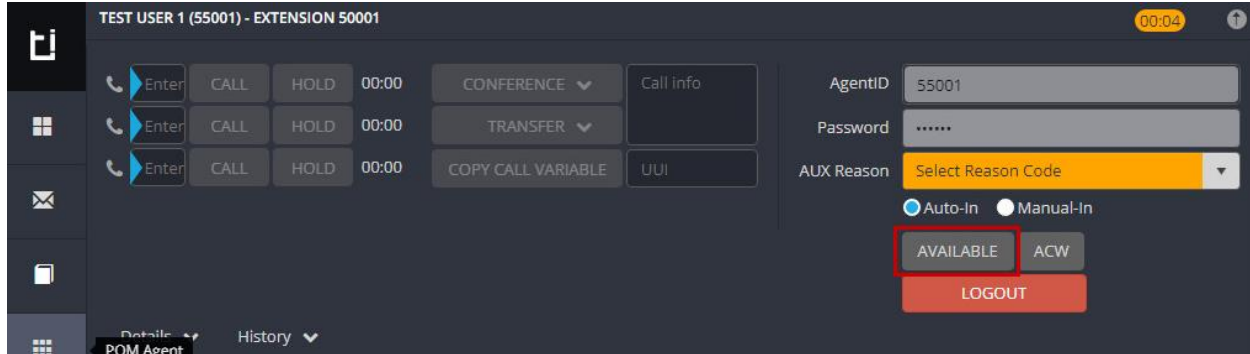 TEST USER 1 (55001) - EXTENSION 50001
00:04
Enter CALL HOLD 00:00 CONFERENCE Call info
Enter CALL HOLD 00:00 TRANSFER
Enter CALL HOLD 00:00 COPY CALL VARIABLE UUI
AgentID 55001
Password ••••••
AUX Reason Select Reason Code
Auto-In Manual-In
AVAILABLE ACW
LOGOUT
Details History
POM Agent